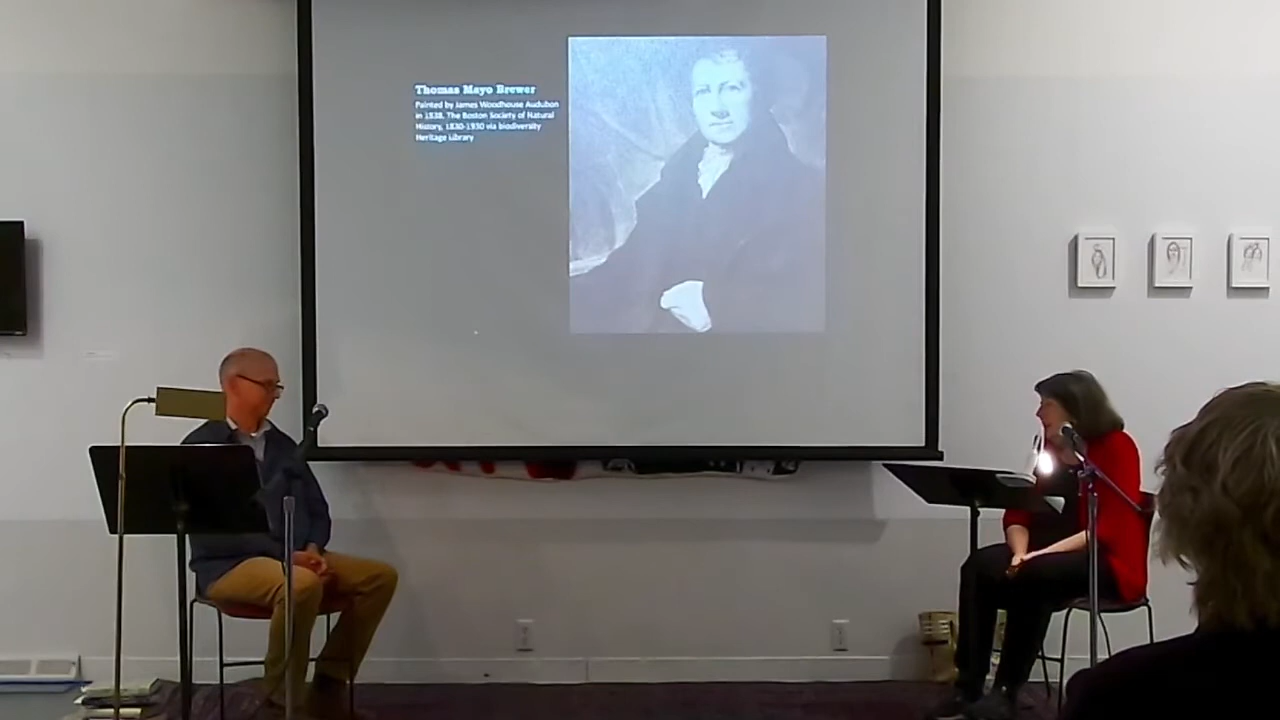 Thomas Mayo Brewer
Painted by James Woodhouse Audubon
in 1838. The Boston Society of Natural
History, 1830-1930 via biodiversity
Heritage Library